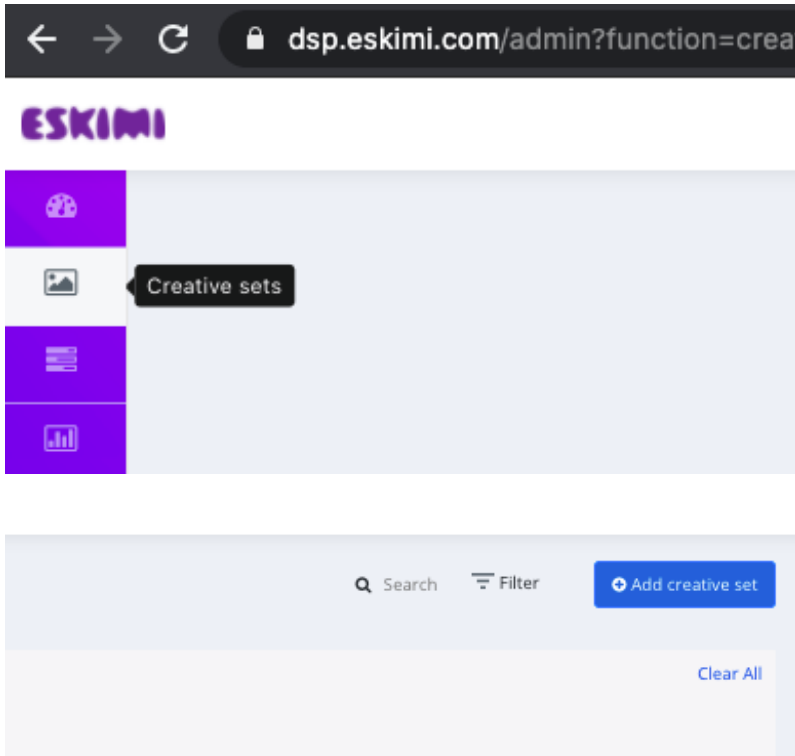 dsp.eskimi.com/admin?function=crea
ESKIMI
Creative sets
Search Filter Add creative set
Clear All